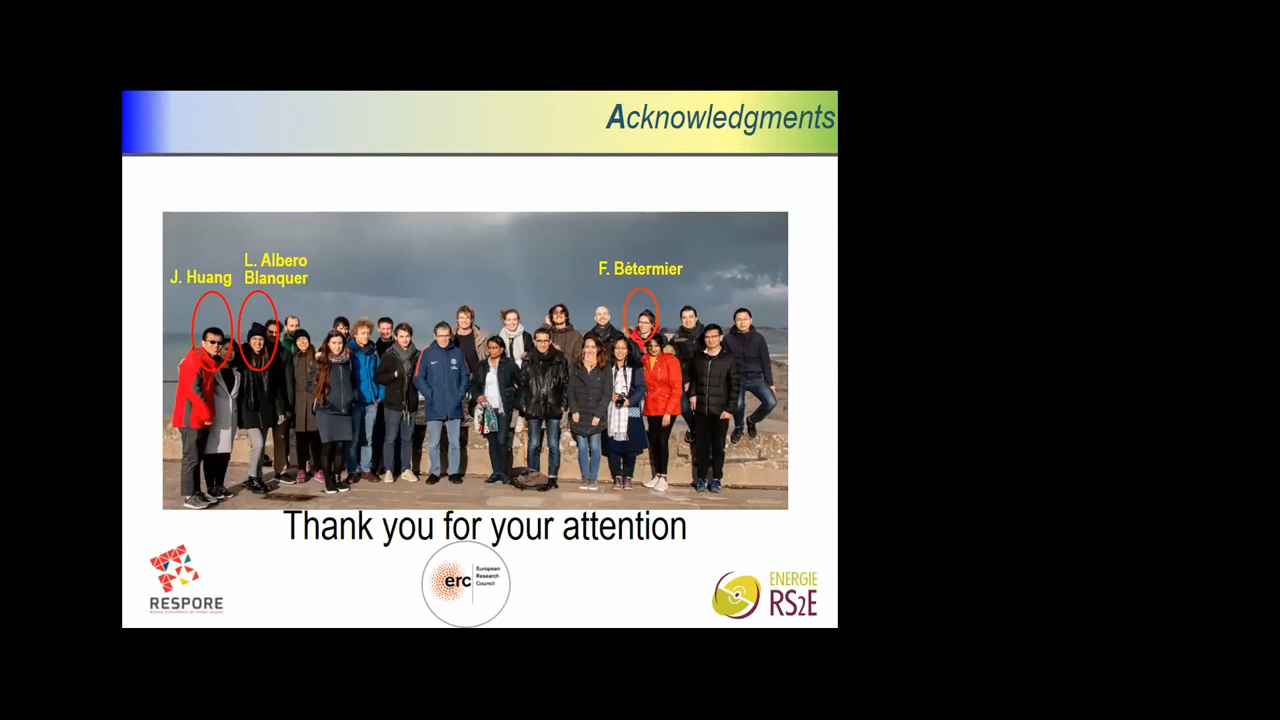 Acknowledgments
L. Albero
J. Huang Blanquer
F. Bétermier
Thank you for your attention
RESPORE
erc
European
Research
Council
ENERGIE
RS2E